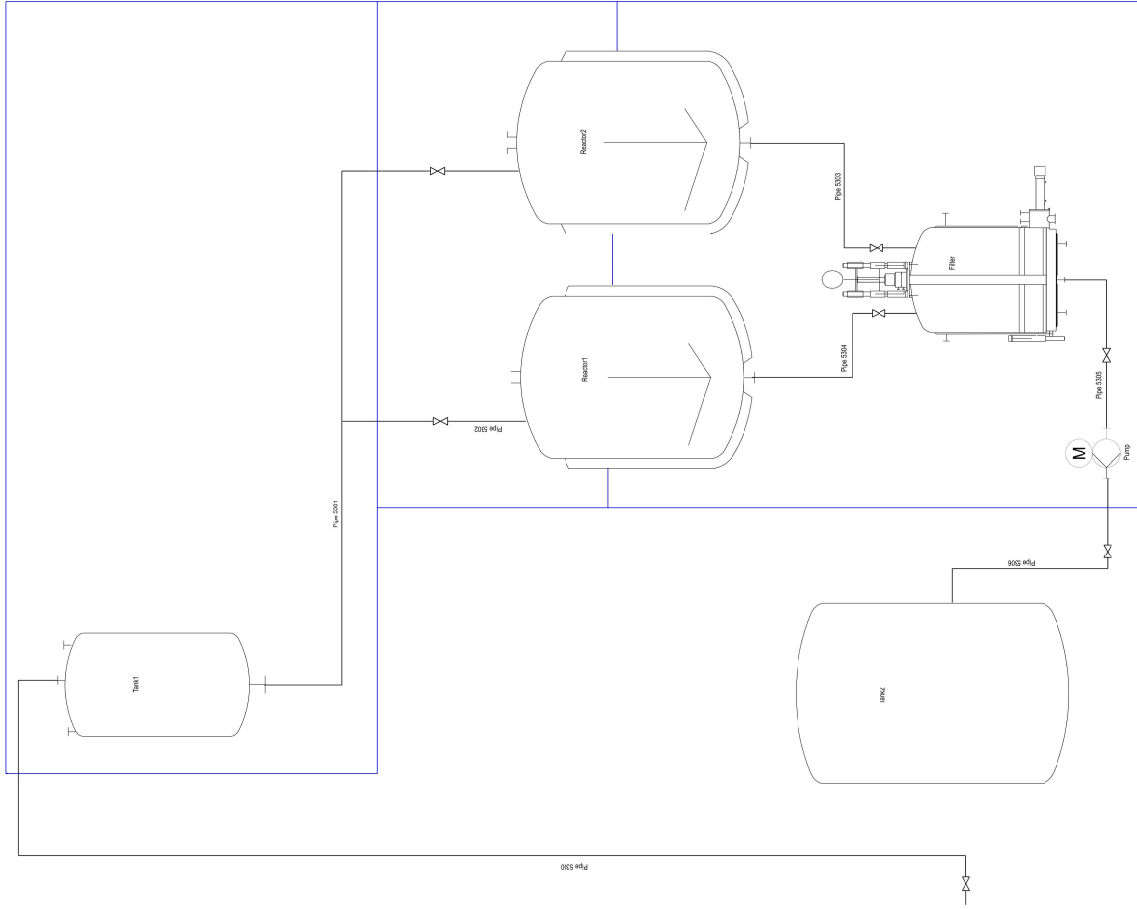 Reactor2
Pipe 5303
Filter
Reactor1
Pipe 5304
Pipe 5302
Pipe 5305
M
Pump
Pipe 5301
Pipe 5306
Tank1
Tank2
Pipe 5310